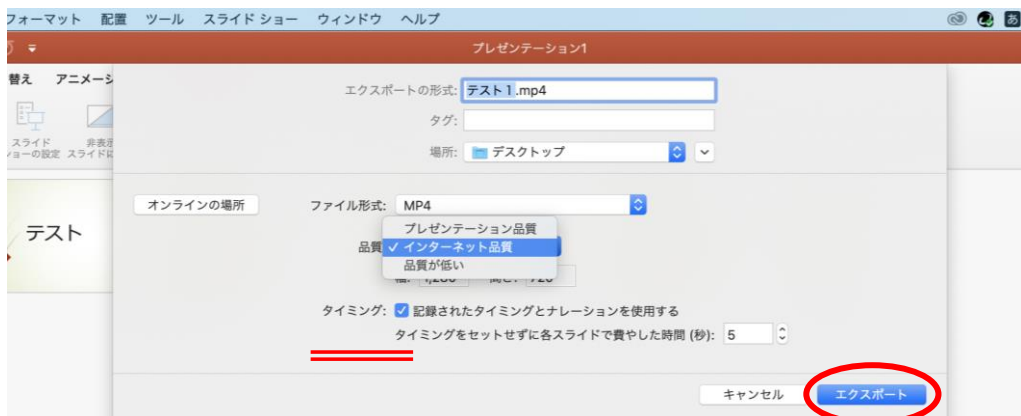 フォーマット 配置 ツール スライド ショー ウィンドウ ヘルプ あ
プレゼンテーション1
替え アニメーシ
エクスポートの形式: テスト1.mp4
タグ:
スライド 非表示
ショーの設定 スライドに
場所: デスクトップ
オンラインの場所 ファイル形式: MP4
テスト
プレゼンテーション品質
品質 ✓ インターネット品質
品質が低い
幅: 1,280 高さ: 720
タイミング: 記録されたタイミングとナレーションを使用する
タイミングをセットせずに各スライドで費やした時間 (秒): 5
キャンセル エクスポート